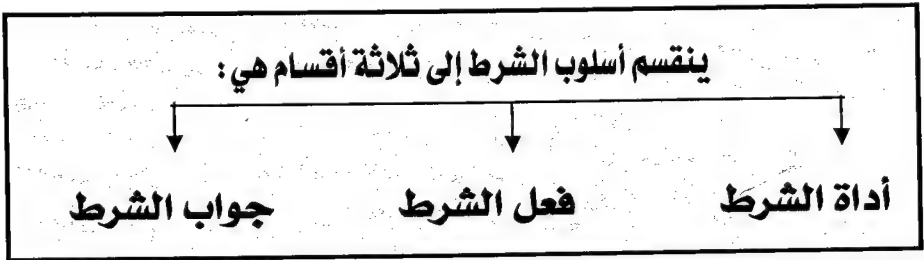 ينقسم أسلوب الشرط إلى ثلاثة أقسام هي :
أداة الشرط فعل الشرط جواب الشرط